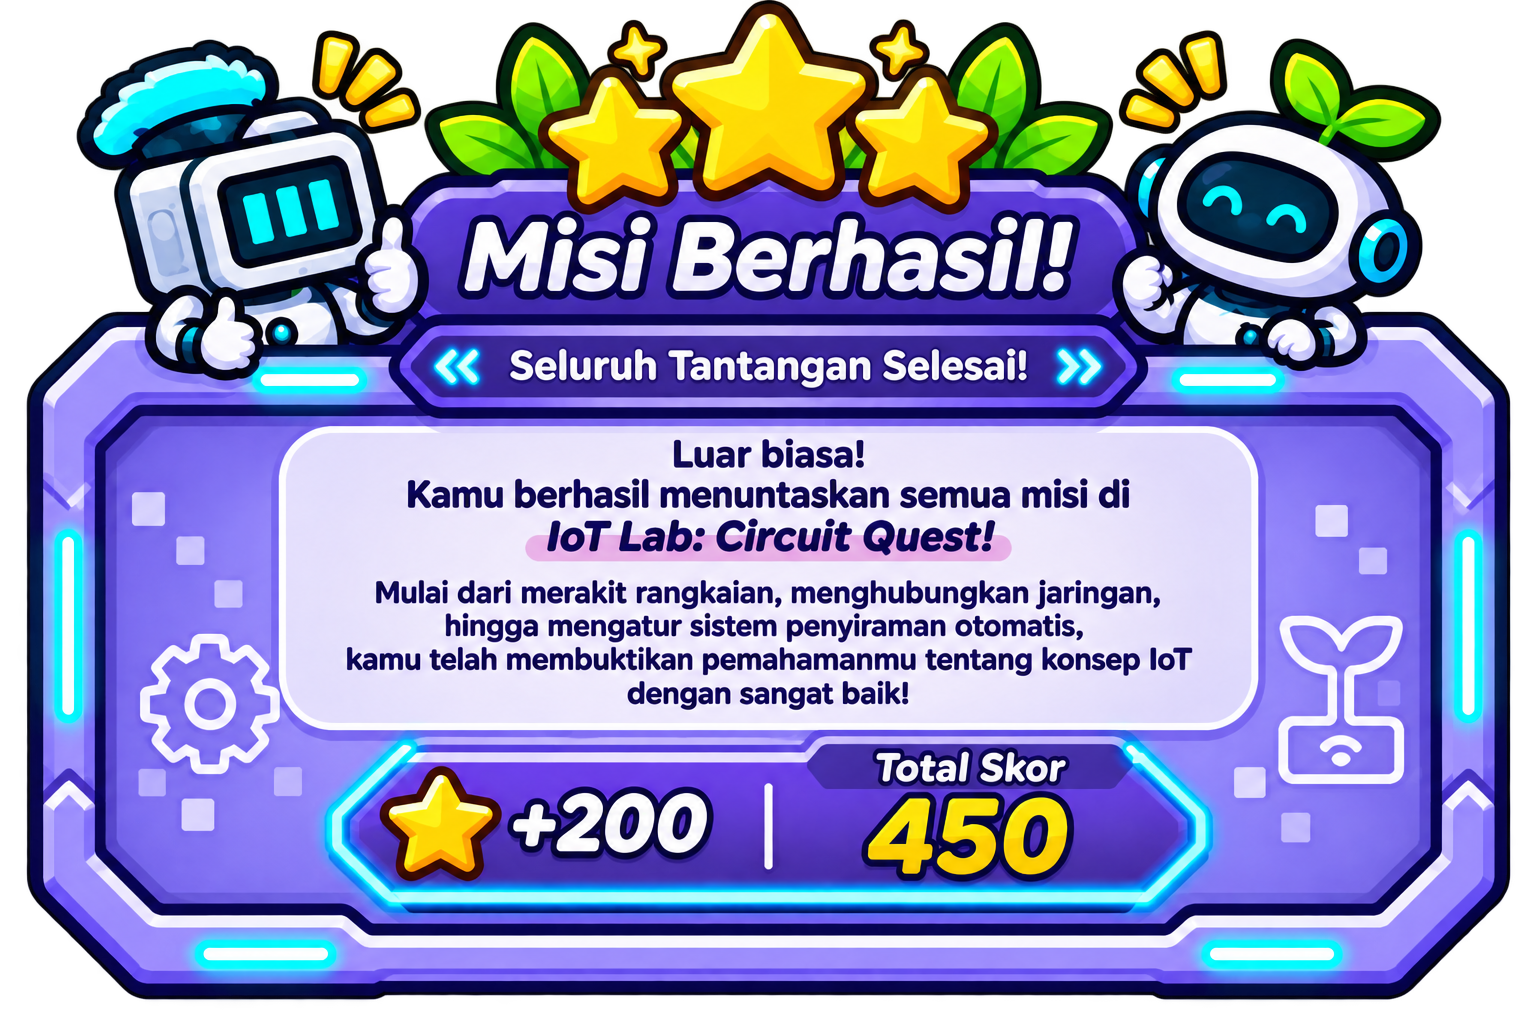 Misi Berhasil!
Seluruh Tantangan Selesai!
Luar biasa!
Kamu berhasil menuntaskan semua misi di
IoT Lab: Circuit Quest!
Mulai dari merakit rangkaian, menghubungkan jaringan,
hingga mengatur sistem penyiraman otomatis,
kamu telah membuktikan pemahamanmu tentang konsep IoT
dengan sangat baik!
+200
Total Skor
450